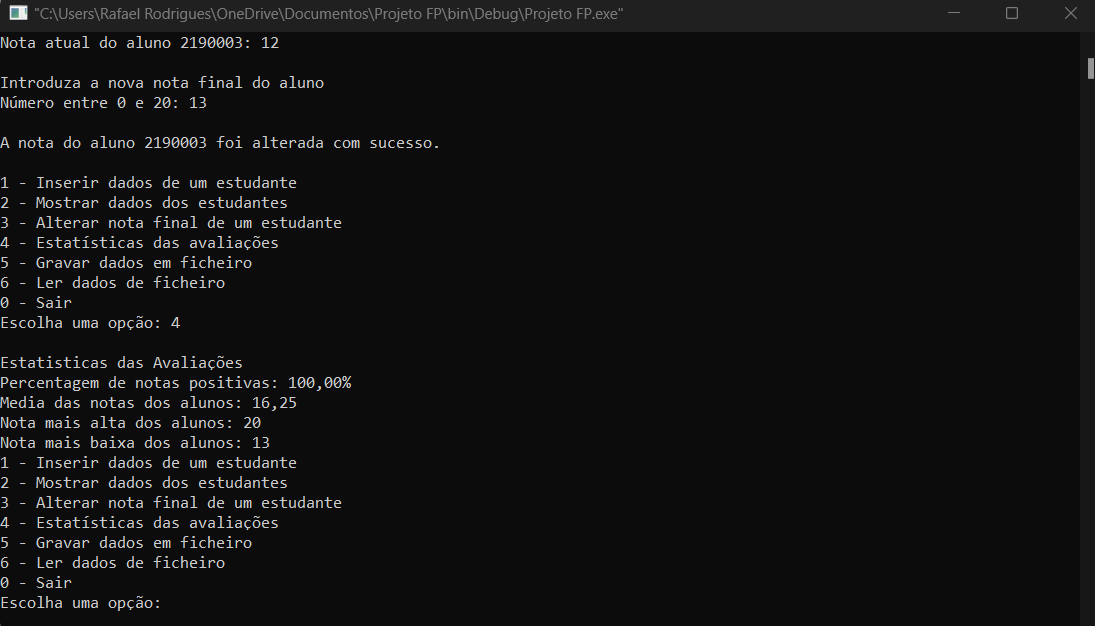 "C:\Users\Rafael Rodrigues\OneDrive\Documentos\Projeto FP\bin\Debug\Projeto FP.exe"
Nota atual do aluno 2190003: 12
Introduza a nova nota final do aluno
Número entre 0 e 20: 13
A nota do aluno 2190003 foi alterada com sucesso.
1 - Inserir dados de um estudante
2 - Mostrar dados dos estudantes
3 - Alterar nota final de um estudante
4 - Estatísticas das avaliações
5 - Gravar dados em ficheiro
6 - Ler dados de ficheiro
0 - Sair
Escolha uma opção: 4
Estatisticas das Avaliações
Percentagem de notas positivas: 100,00%
Media das notas dos alunos: 16,25
Nota mais alta dos alunos: 20
Nota mais baixa dos alunos: 13
1 - Inserir dados de um estudante
2 - Mostrar dados dos estudantes
3 - Alterar nota final de um estudante
4 - Estatísticas das avaliações
5 - Gravar dados em ficheiro
6 - Ler dados de ficheiro
0 - Sair
Escolha uma opção: